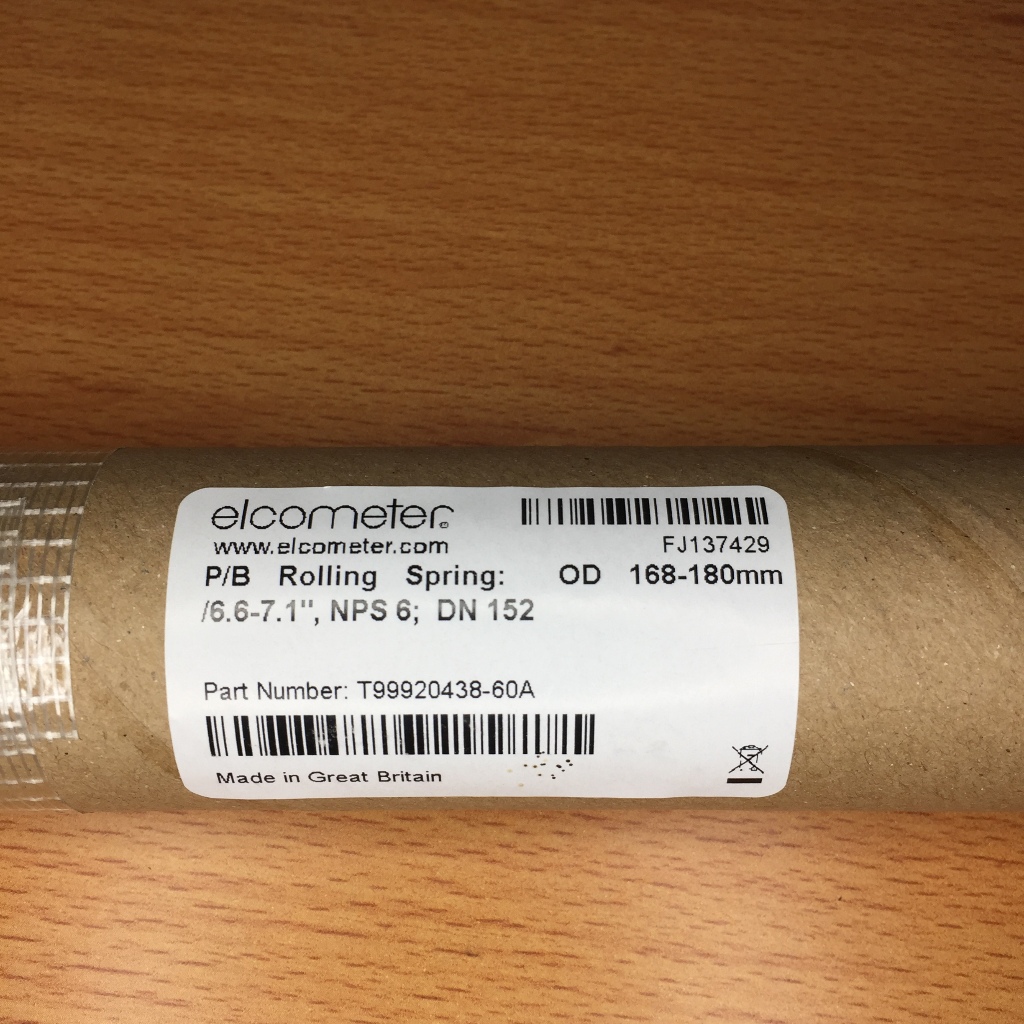 elcometer
www.elcometer.com
FJ137429
P/B Rolling Spring: OD 168-180mm
/6.6-7.1", NPS 6; DN 152
Part Number: T99920438-60A
Made in Great Britain